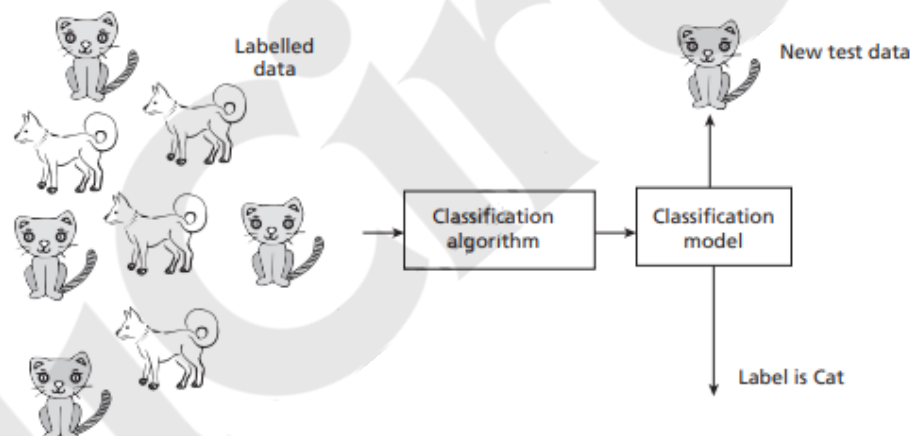 Labelled
data
New test data
Classification
algorithm
Classification
model
Label is Cat